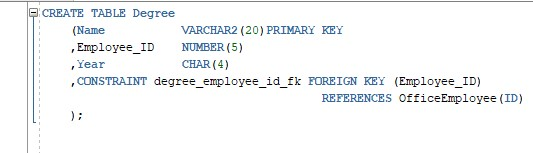 CREATE TABLE Degree
(Name VARCHAR2(20)PRIMARY KEY
,Employee_ID NUMBER(5)
,Year CHAR(4)
,CONSTRAINT degree_employee_id_fk FOREIGN KEY (Employee_ID)
REFERENCES OfficeEmployee(ID)
);